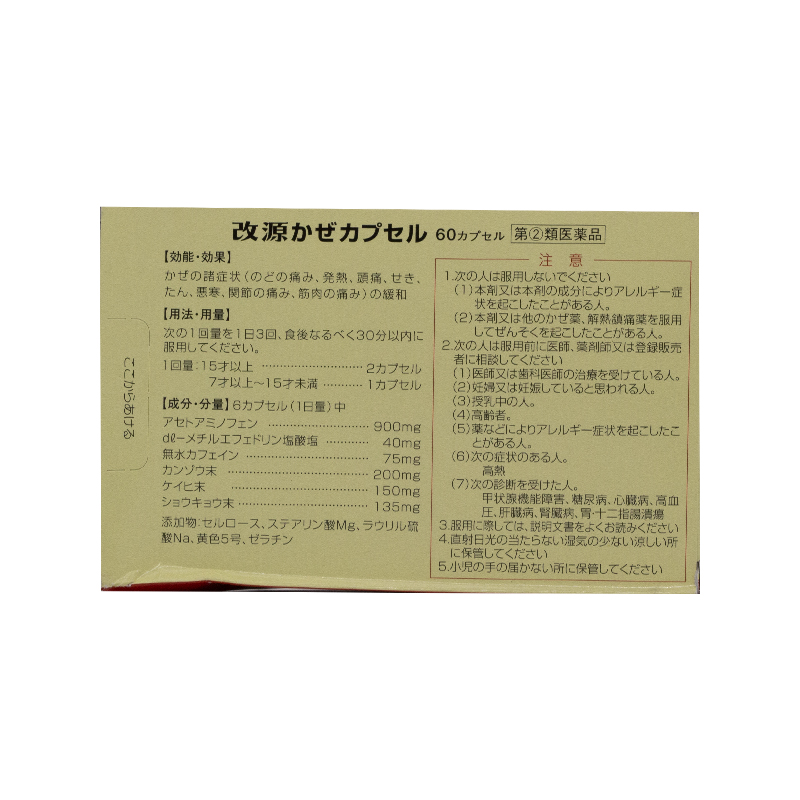 改源かぜカプセル 60カプセル 指②類医薬品
【効能・効果】
かぜの諸症状（のどの痛み、発熱、頭痛、せき、
たん、悪寒、関節の痛み、筋肉の痛み）の緩和
【用法・用量】
次の1回量を1日3回、食後なるべく30分以内に
服用してください。
1回量：15才以上 ………………… 2カプセル
7才以上～15才未満 ………… 1カプセル
【成分・分量】6カプセル（1日量）中
アセトアミノフェン ………………… 900mg
dℓーメチルエフェドリン塩酸塩 ………… 40mg
無水カフェイン ………………… 75mg
カンゾウ末 ………………… 200mg
ケイヒ末 ………………… 150mg
ショウキョウ末 ………………… 135mg
添加物：セルロース、ステアリン酸Mg、ラウリル硫
酸Na、黄色5号、ゼラチン
注意
1.次の人は服用しないでください
（1）本剤又は本剤の成分によりアレルギー症
状を起こしたことがある人。
（2）本剤又は他のかぜ薬、解熱鎮痛薬を服用
してぜんそくを起こしたことがある人。
2.次の人は服用前に医師、薬剤師又は登録販売
者に相談してください
（1）医師又は歯科医師の治療を受けている人。
（2）妊婦又は妊娠していると思われる人。
（3）授乳中の人。
（4）高齢者。
（5）薬などによりアレルギー症状を起こしたこ
とがある人。
（6）次の症状のある人。
高熱
（7）次の診断を受けた人。
甲状腺機能障害、糖尿病、心臓病、高血
圧、肝臓病、腎臓病、胃・十二指腸潰瘍
3.服用に際しては、説明文書をよくお読みください
4.直射日光の当たらない湿気の少ない涼しい所
に保管してください
5.小児の手の届かない所に保管してください
ここからあける